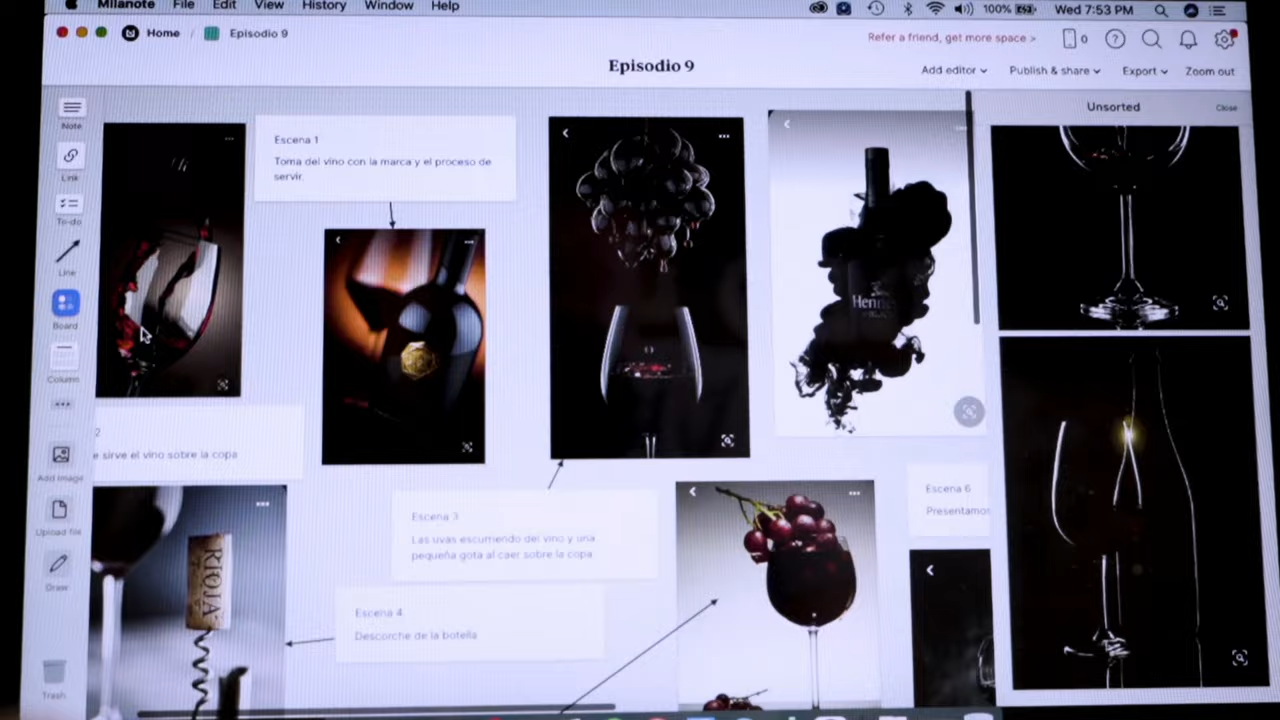 Milanote File Edit View History Window Help
100% Wed 7:53 PM
Home / Episodio 9
Refer a friend, get more space >
0
?
Episodio 9
Add editor
Publish & share
Export
Zoom out
Note
Link
To-do
Line
Board
Column
Add image
Upload file
Draw
Trash
Escena 1
Toma del vino con la marca y el proceso de
servir.
2
e sirve el vino sobre la copa
RIOJA
Escena 3
Las uvas escurriendo del vino y una
pequeña gota al caer sobre la copa
Escena 4
Descorche de la botella
Henne
Escena 6
Presentamos
Unsorted
Close